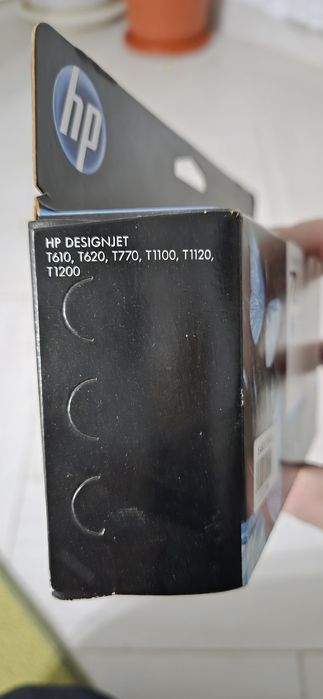 hp
HP DESIGNJET
T610, T620, T770, T1100, T1120,
T1200